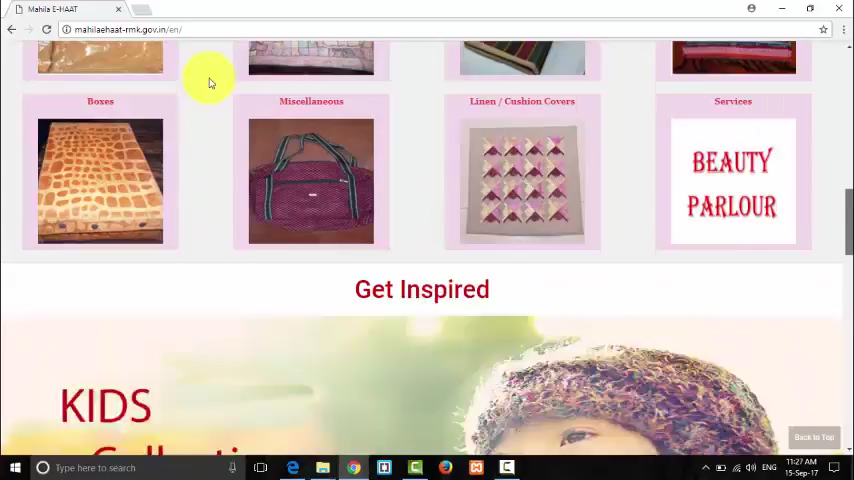 Mahila E-HAAT
mahilaehaat-rmk.gov.in/en/
Boxes
Miscellaneous
Linen / Cushion Covers
Services
BEAUTY
PARLOUR
Get Inspired
KIDS
Back to Top
Type here to search
ENG
11:27 AM
15-Sep-17